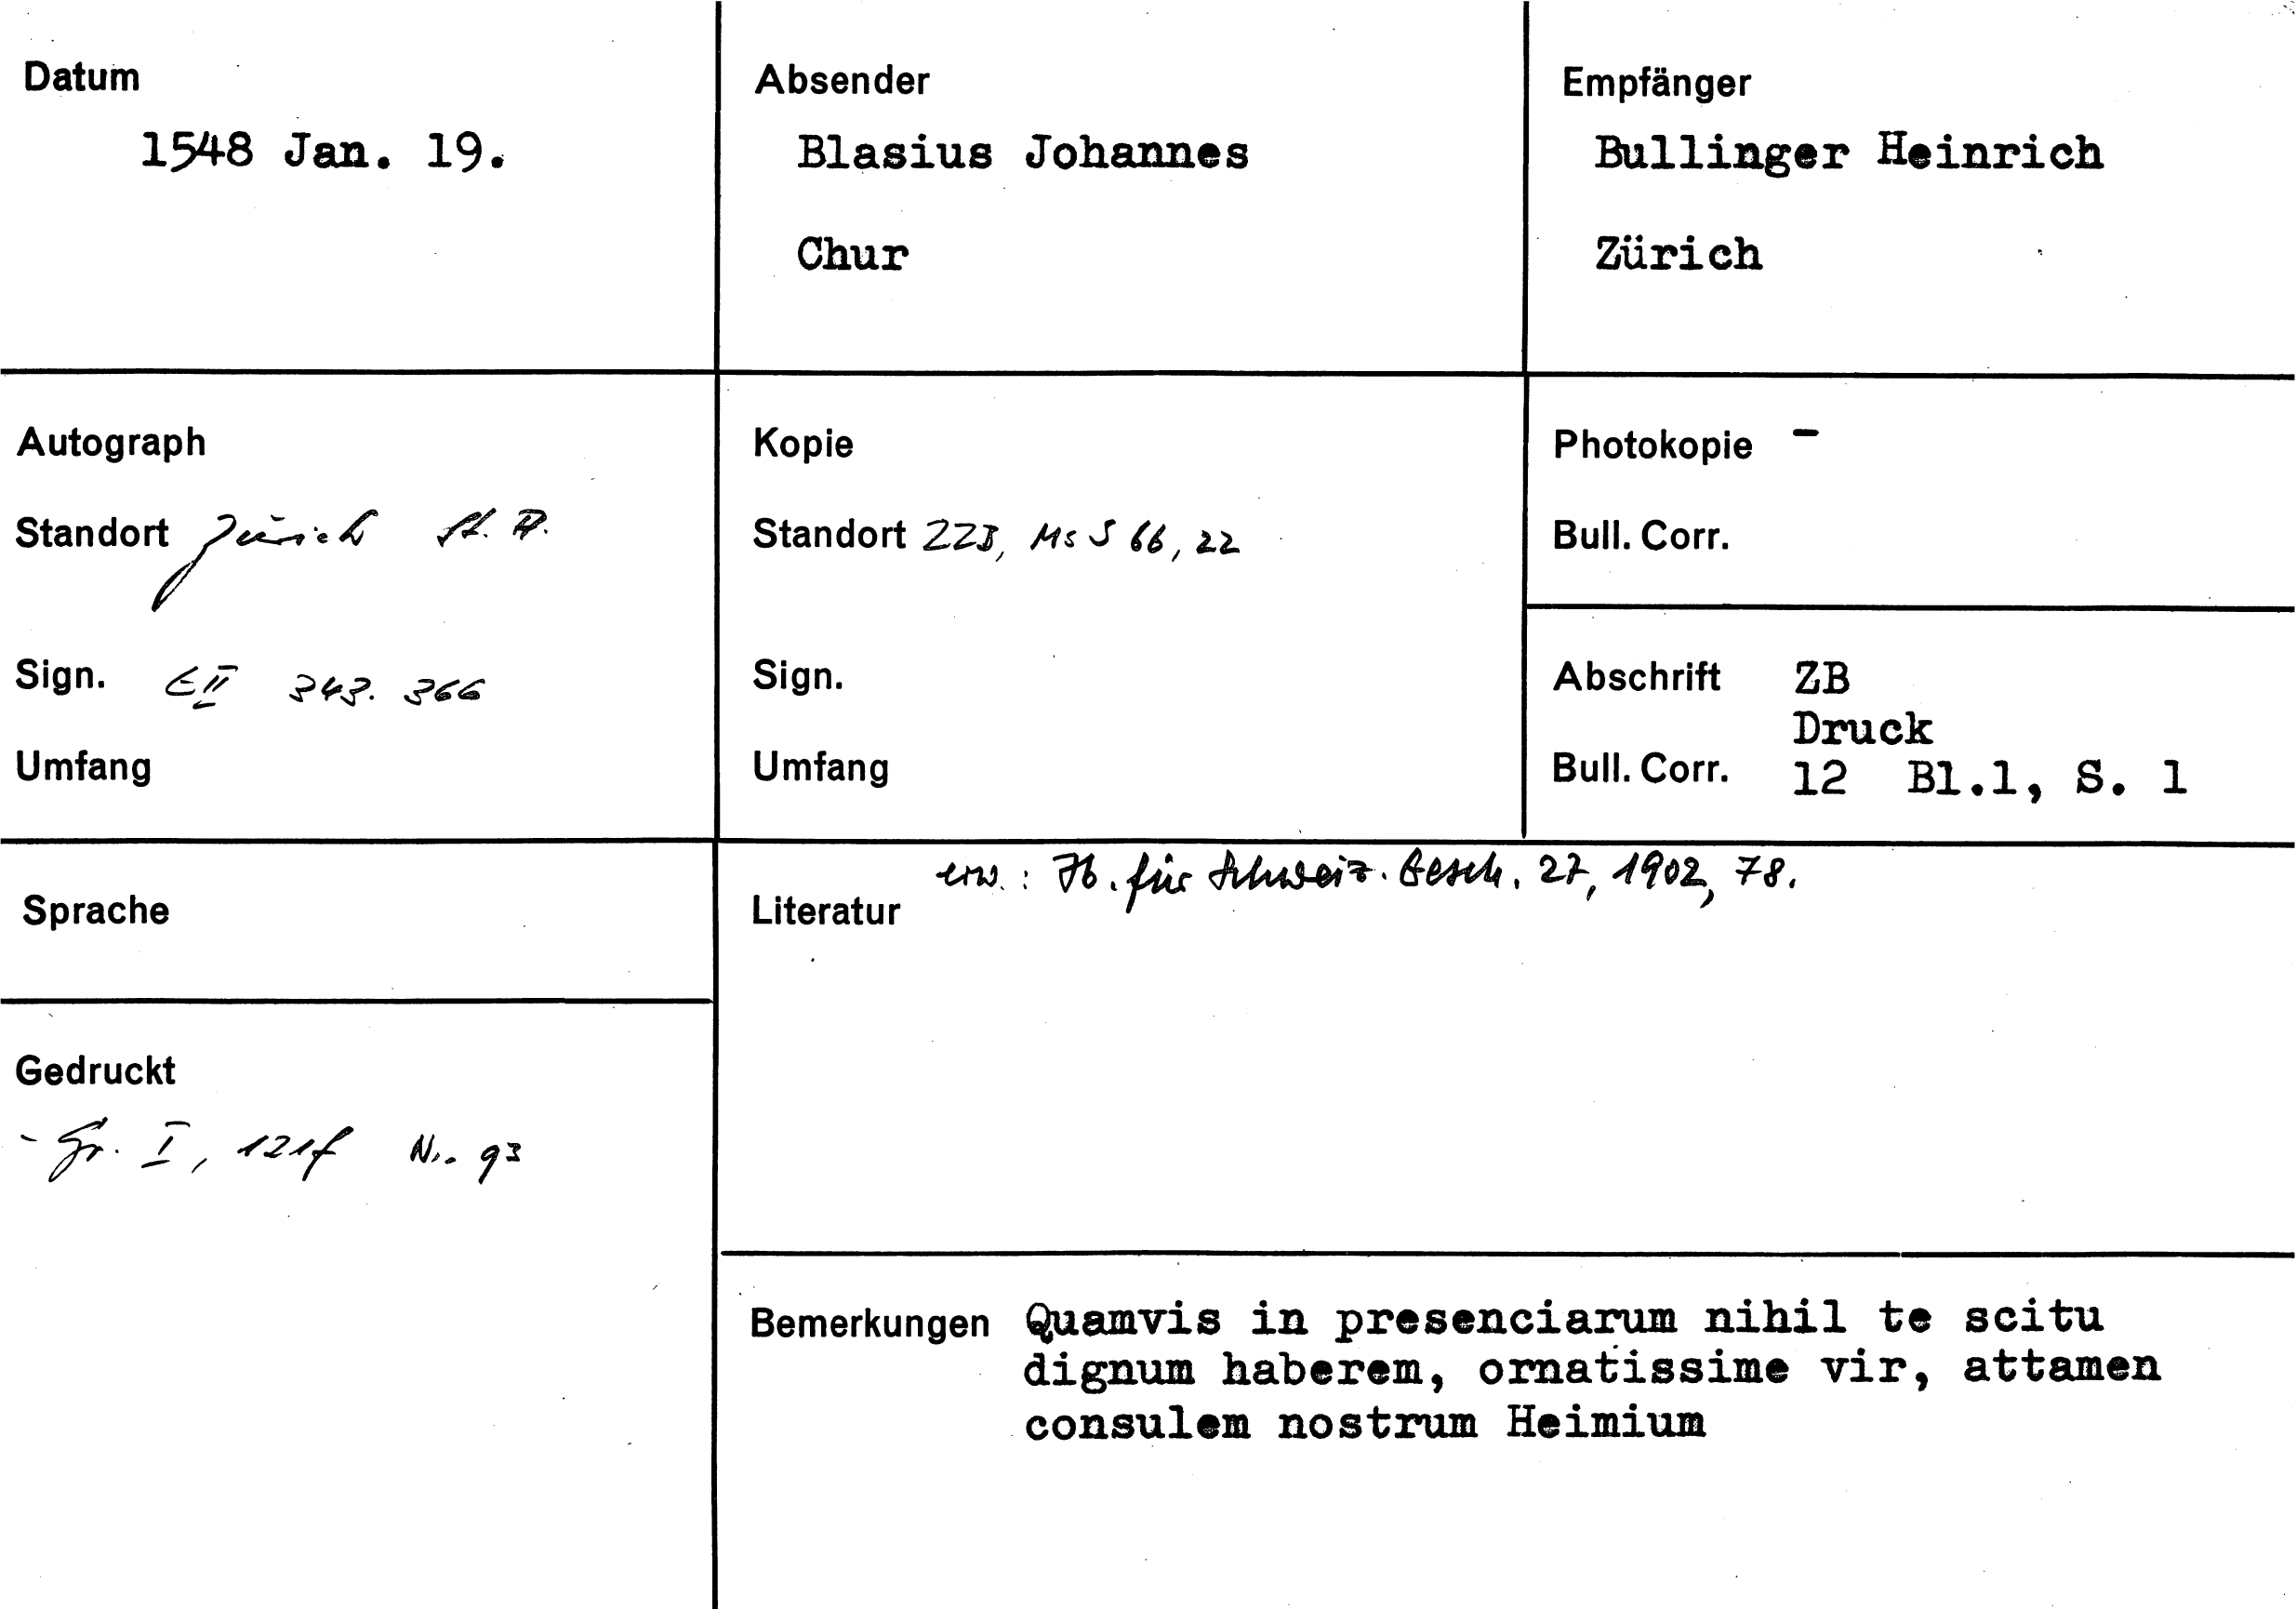 Datum
1548 Jan. 19.
Absender
Blasius Johannes
Chur
Empfänger
Bullinger Heinrich
Zürich
Autograph
Standort Zürich St. A.
Sign. E II 343. 366
Umfang
Kopie
Standort ZZB, Ms S 66, 22
Sign.
Umfang
Photokopie -
Bull. Corr.
Abschrift ZB
Druck
Bull. Corr. 12 Bl.1, S. 1
Sprache
Gedruckt
- Gr. I, 121f Nr. 93
erw.: Jb. für Schweiz. Gesch. 27, 1902, 78.
Literatur
Bemerkungen Quamvis in presenciarum nihil te scitu
dignum haberem, ornatissime vir, attamen
consulem nostrum Heimium